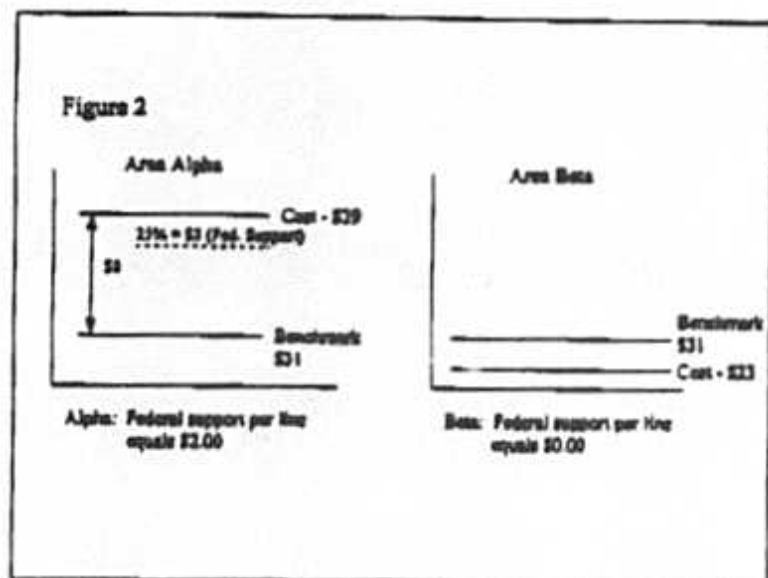 Figure 2
Area Alpha
Cost - $39
25% = $2 (Fed. Support)
$8
Benchmark
$31
Alpha: Federal support per line
equals $2.00
Area Beta
Benchmark
$31
Cost - $23
Beta: Federal support per line
equals $0.00